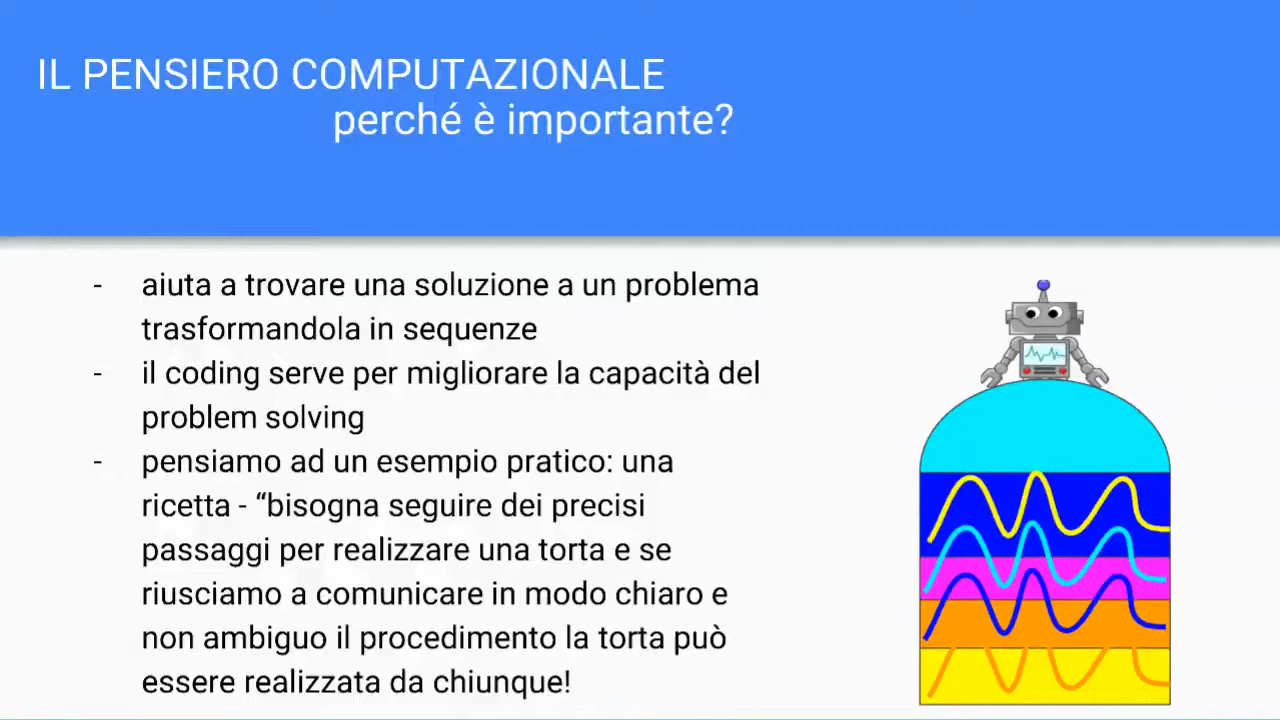 IL PENSIERO COMPUTAZIONALE
perché è importante?
- aiuta a trovare una soluzione a un problema
trasformandola in sequenze
- il coding serve per migliorare la capacità del
problem solving
- pensiamo ad un esempio pratico: una
ricetta - “bisogna seguire dei precisi
passaggi per realizzare una torta e se
riusciamo a comunicare in modo chiaro e
non ambiguo il procedimento la torta può
essere realizzata da chiunque!